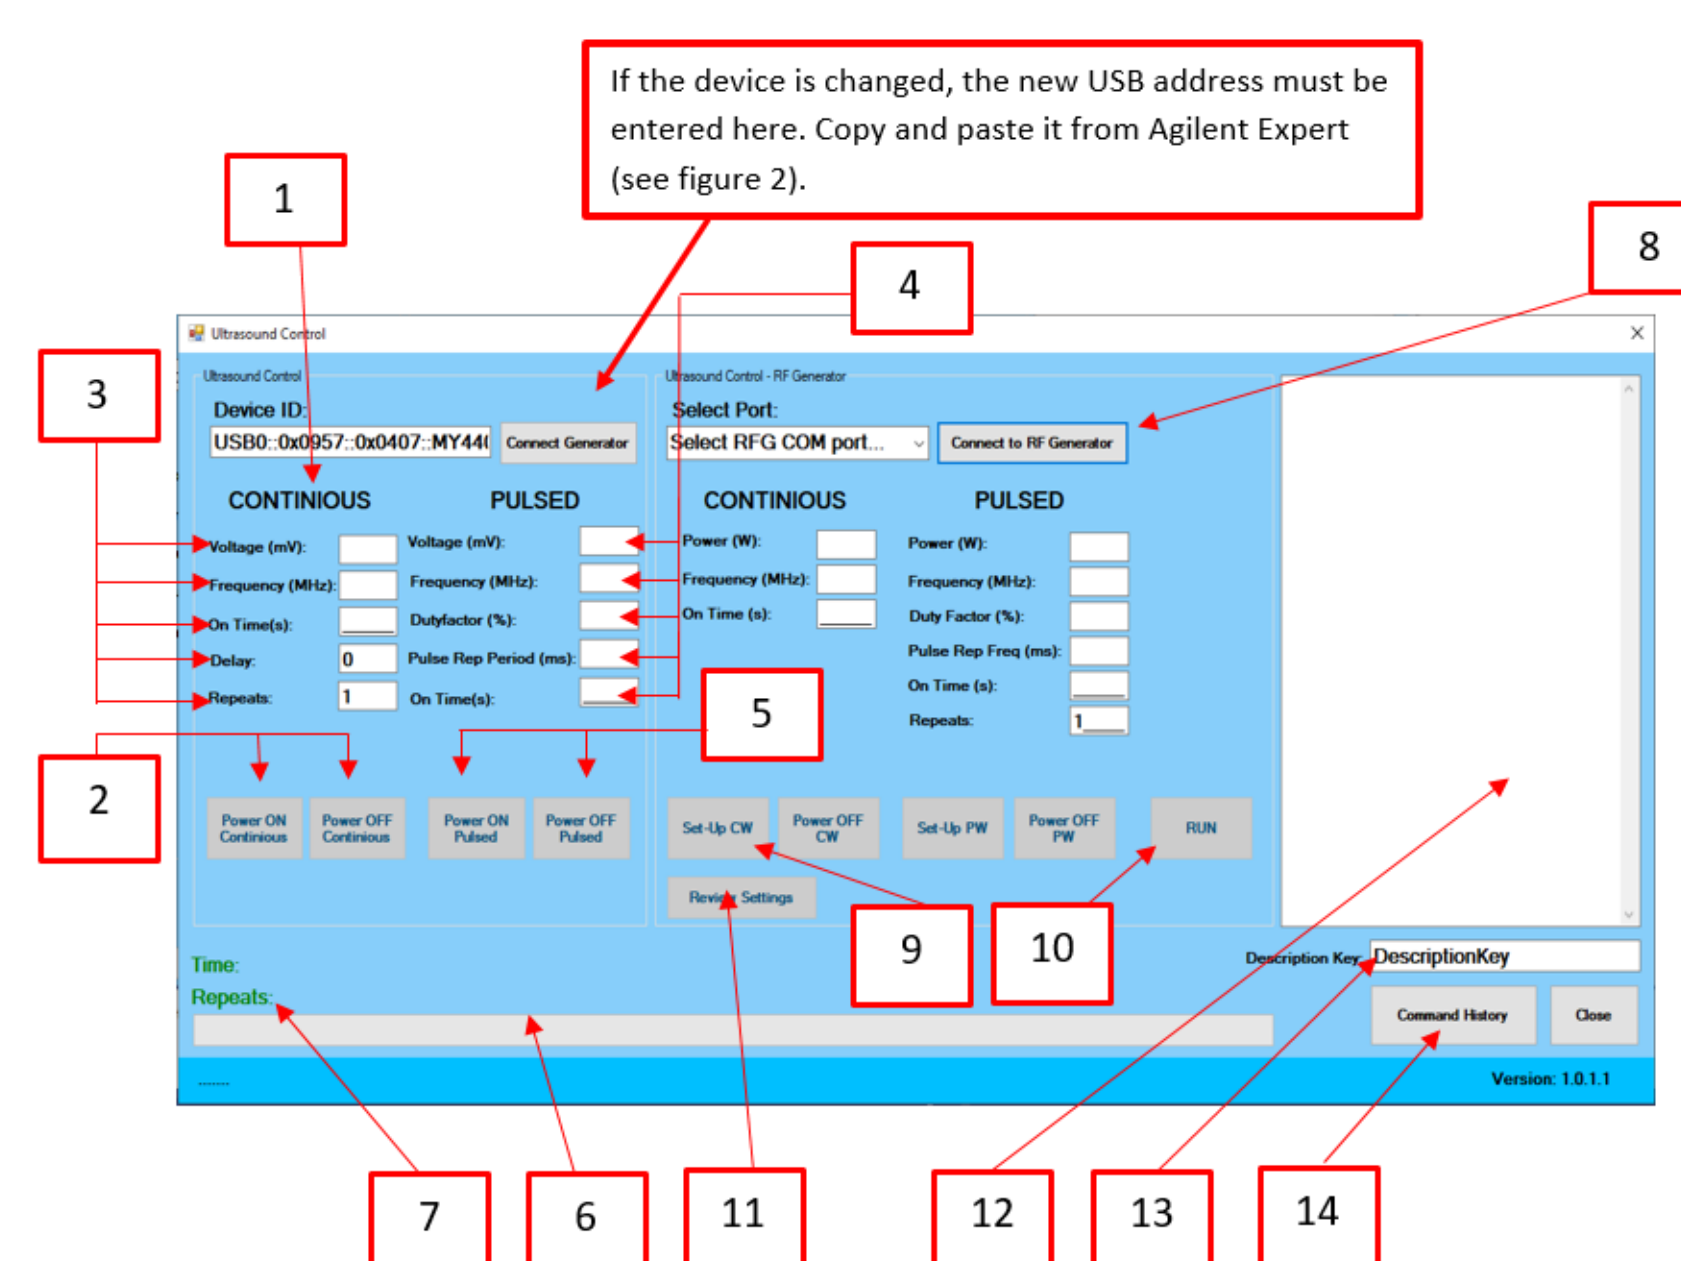 If the device is changed, the new USB address must be
entered here. Copy and paste it from Agilent Expert
(see figure 2).
1
8
4
3
Ultrasound Control
Ultrasound Control
Device ID:
USB0::0x0957::0x0407::MY44
Connect Generator
CONTINIOUS
PULSED
Voltage (mV):
Frequency (MHz):
On Time(s):
Delay:
0
Repeats:
1
Voltage (mV):
Frequency (MHz):
Dutyfactor (%):
Pulse Rep Period (ms):
On Time(s):
Power ON
Continious
Power OFF
Continious
Power ON
Pulsed
Power OFF
Pulsed
Ultrasound Control - RF Generator
Select Port:
Select RFG COM port...
Connect to RF Generator
CONTINIOUS
PULSED
Power (W):
Frequency (MHz):
On Time (s):
Power (W):
Frequency (MHz):
Duty Factor (%):
Pulse Rep Freq (ms):
On Time (s):
Repeats:
1
Set-Up CW
Power OFF
CW
Set-Up PW
Power OFF
PW
RUN
Review Settings
5
2
9
10
Time:
Repeats:
Description Key:
DescriptionKey
Command History
Close
.......
Version: 1.0.1.1
7
6
11
12
13
14